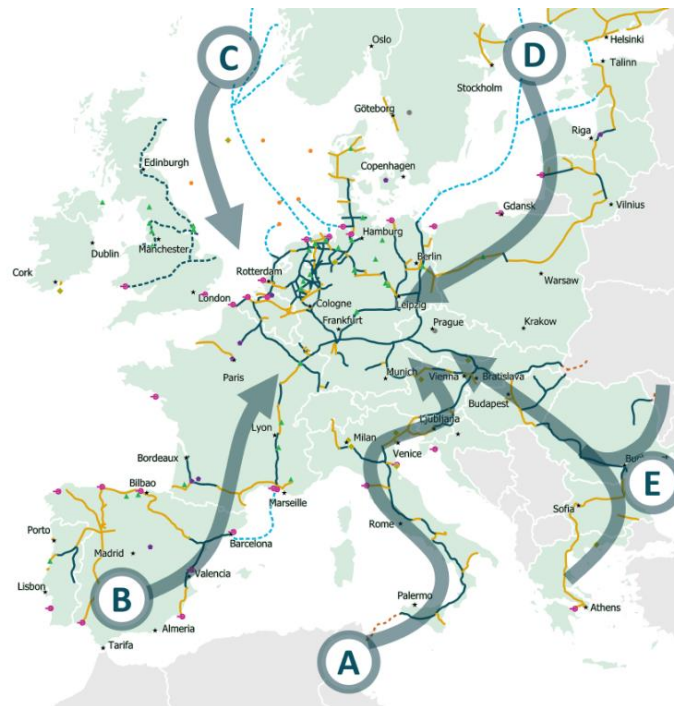 Oslo
Helsinki
Talinn
C
D
Stockholm
Göteborg
Riga
Edinburgh
Copenhagen
Vilnius
Gdansk
Hamburg
Manchester
Dublin
Berlin
Cork
Rotterdam
Warsaw
London
Leipzig
Cologne
Prague
Krakow
Frankfurt
Paris
Munich
Vienna
Bratislava
Budapest
Ljubljana
Lyon
Milan
Venice
Bordeaux
E
Bilbao
Marseille
Sofia
Porto
Rome
Madrid
Barcelona
Valencia
B
Lisbon
Palermo
Athens
Almeria
Tarifa
A